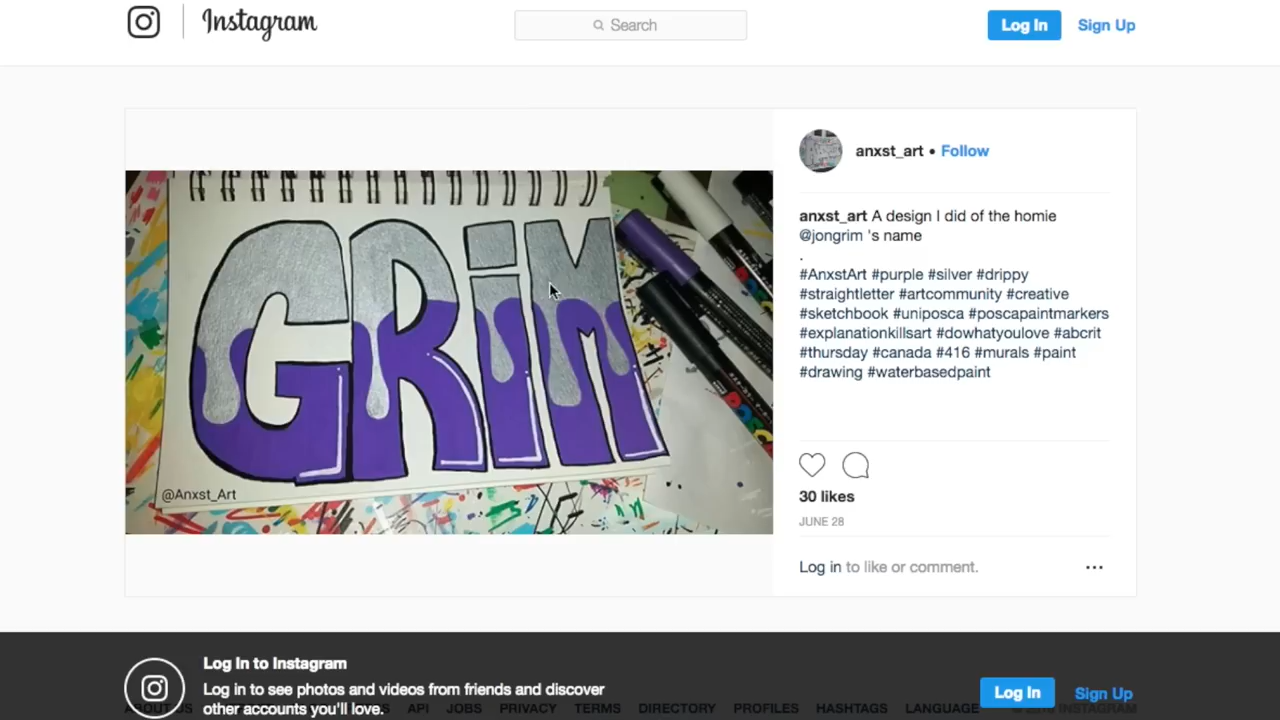 Instagram
Search
Log In
Sign Up
GRiM
@Anxst_Art
anxst_art • Follow
anxst_art A design I did of the homie
@jongrim 's name
.
#AnxstArt #purple #silver #drippy
#straightletter #artcommunity #creative
#sketchbook #uniposca #poscapaintmarkers
#explanationkillsart #dowhatyoulove #abcrit
#thursday #canada #416 #murals #paint
#drawing #waterbasedpaint
30 likes
JUNE 28
Log in to like or comment.
Log In to Instagram
Log in to see photos and videos from friends and discover
other accounts you'll love.
Log In
Sign Up
ABOUT US
API JOBS PRIVACY TERMS DIRECTORY PROFILES HASHTAGS LANGUAGE
INSTAGRAM